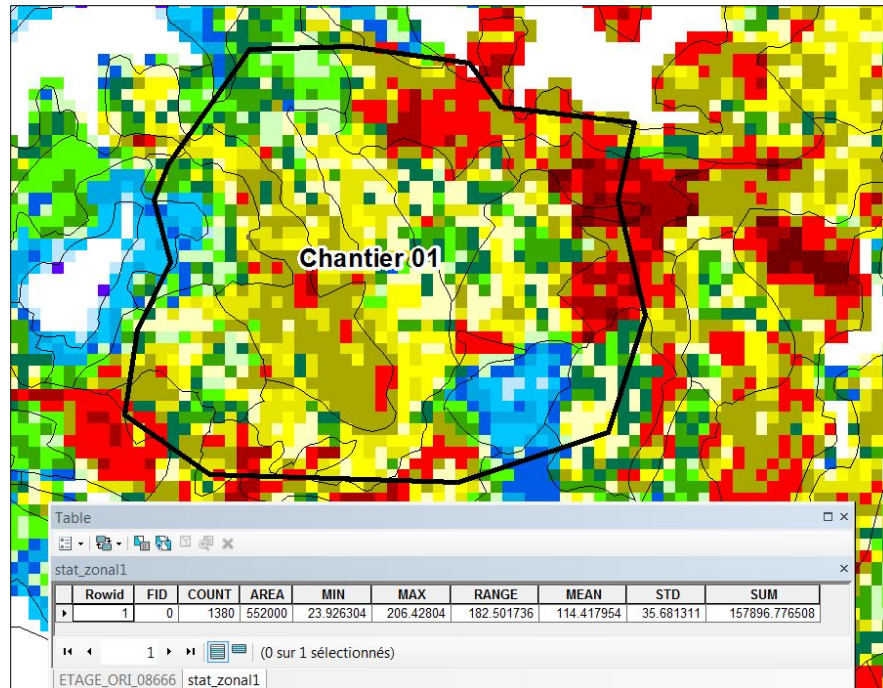 Chantier 01
Table
stat_zonal1
Rowid FID COUNT AREA MIN MAX RANGE MEAN STD SUM
1 0 1380 552000 23.926304 206.42804 182.501736 114.417954 35.681311 157896.776508
1 (0 sur 1 sélectionnés)
ETAGE_ORI_08666 stat_zonal1